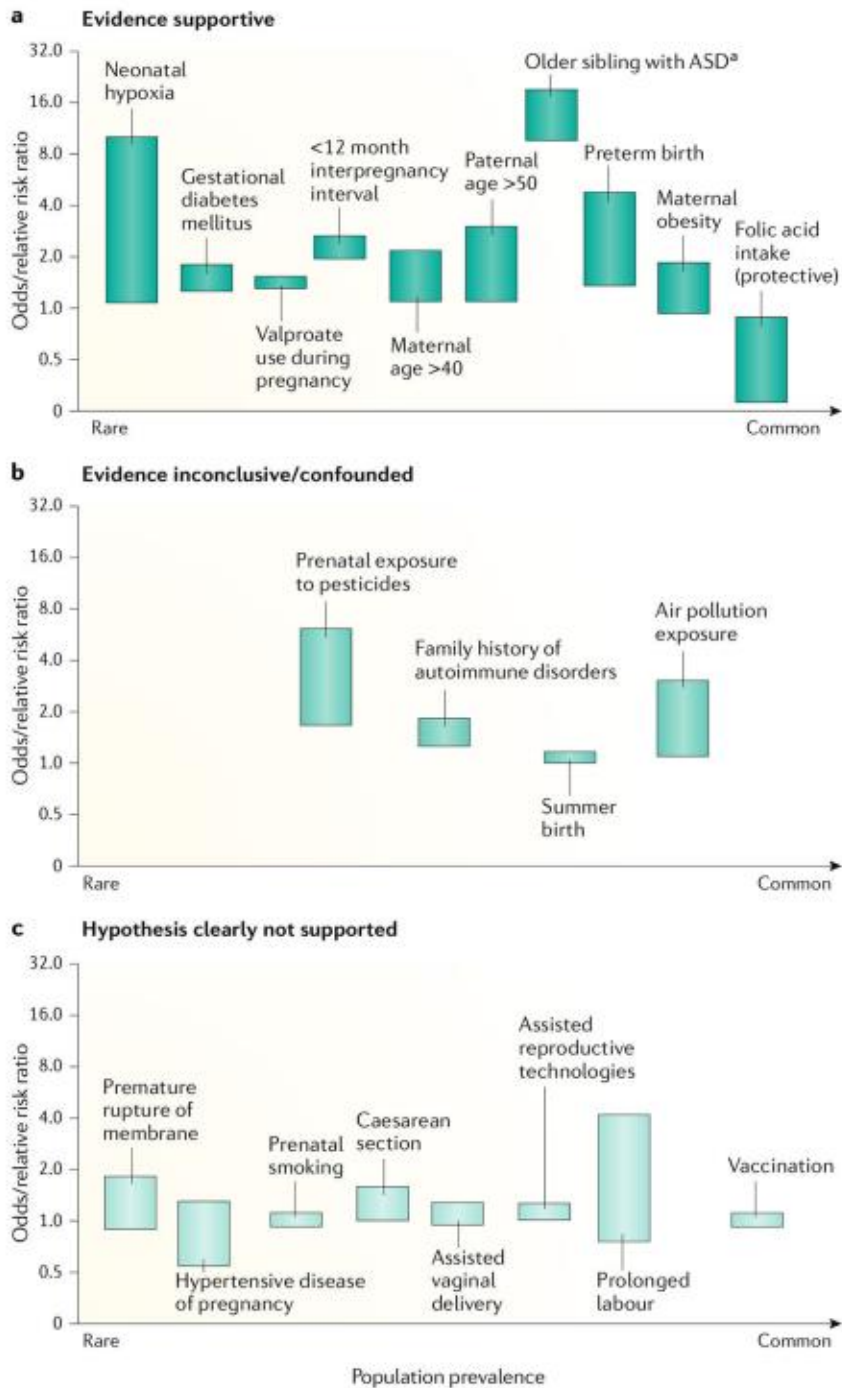 a Evidence supportive
Odds/relative risk ratio
32.0
16.0
8.0
4.0
2.0
1.0
0.5
0
Neonatal
hypoxia
Gestational
diabetes
mellitus
Valproate
use during
pregnancy
<12 month
interpregnancy
interval
Maternal
age >40
Paternal
age >50
Older sibling with ASDᵃ
Preterm birth
Maternal
obesity
Folic acid
intake
(protective)
Rare
Common
b Evidence inconclusive/confounded
Odds/relative risk ratio
32.0
16.0
8.0
4.0
2.0
1.0
0.5
0
Prenatal exposure
to pesticides
Family history of
autoimmune disorders
Summer
birth
Air pollution
exposure
Rare
Common
c Hypothesis clearly not supported
Odds/relative risk ratio
32.0
16.0
8.0
4.0
2.0
1.0
0.5
0
Premature
rupture of
membrane
Hypertensive disease
of pregnancy
Prenatal
smoking
Caesarean
section
Assisted
vaginal
delivery
Assisted
reproductive
technologies
Prolonged
labour
Vaccination
Rare
Common
Population prevalence